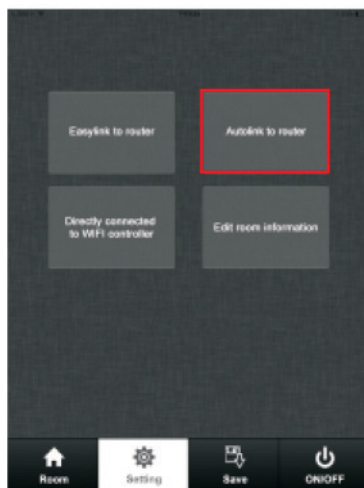 Easylink to router
Autolink to router
Directly connected
to WIFI controller
Edit room information
Room
Setting
Save
ON/OFF